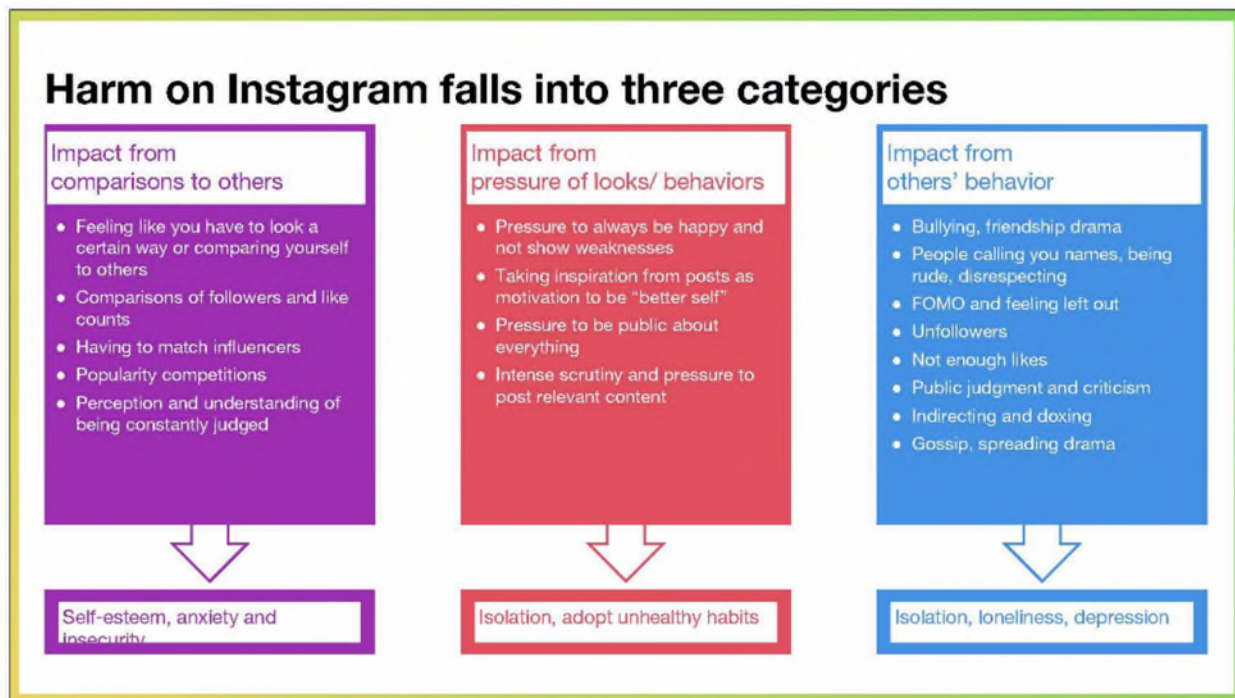 Harm on Instagram falls into three categories
Impact from
comparisons to others
• Feeling like you have to look a
certain way or comparing yourself
to others
• Comparisons of followers and like
counts
• Having to match influencers
• Popularity competitions
• Perception and understanding of
being constantly judged
Self-esteem, anxiety and
insecurity
Impact from
pressure of looks/ behaviors
• Pressure to always be happy and
not show weaknesses
• Taking inspiration from posts as
motivation to be “better self”
• Pressure to be public about
everything
• Intense scrutiny and pressure to
post relevant content
Isolation, adopt unhealthy habits
Impact from
others’ behavior
• Bullying, friendship drama
• People calling you names, being
rude, disrespecting
• FOMO and feeling left out
• Unfollowers
• Not enough likes
• Public judgment and criticism
• Indirecting and doxing
• Gossip, spreading drama
Isolation, loneliness, depression